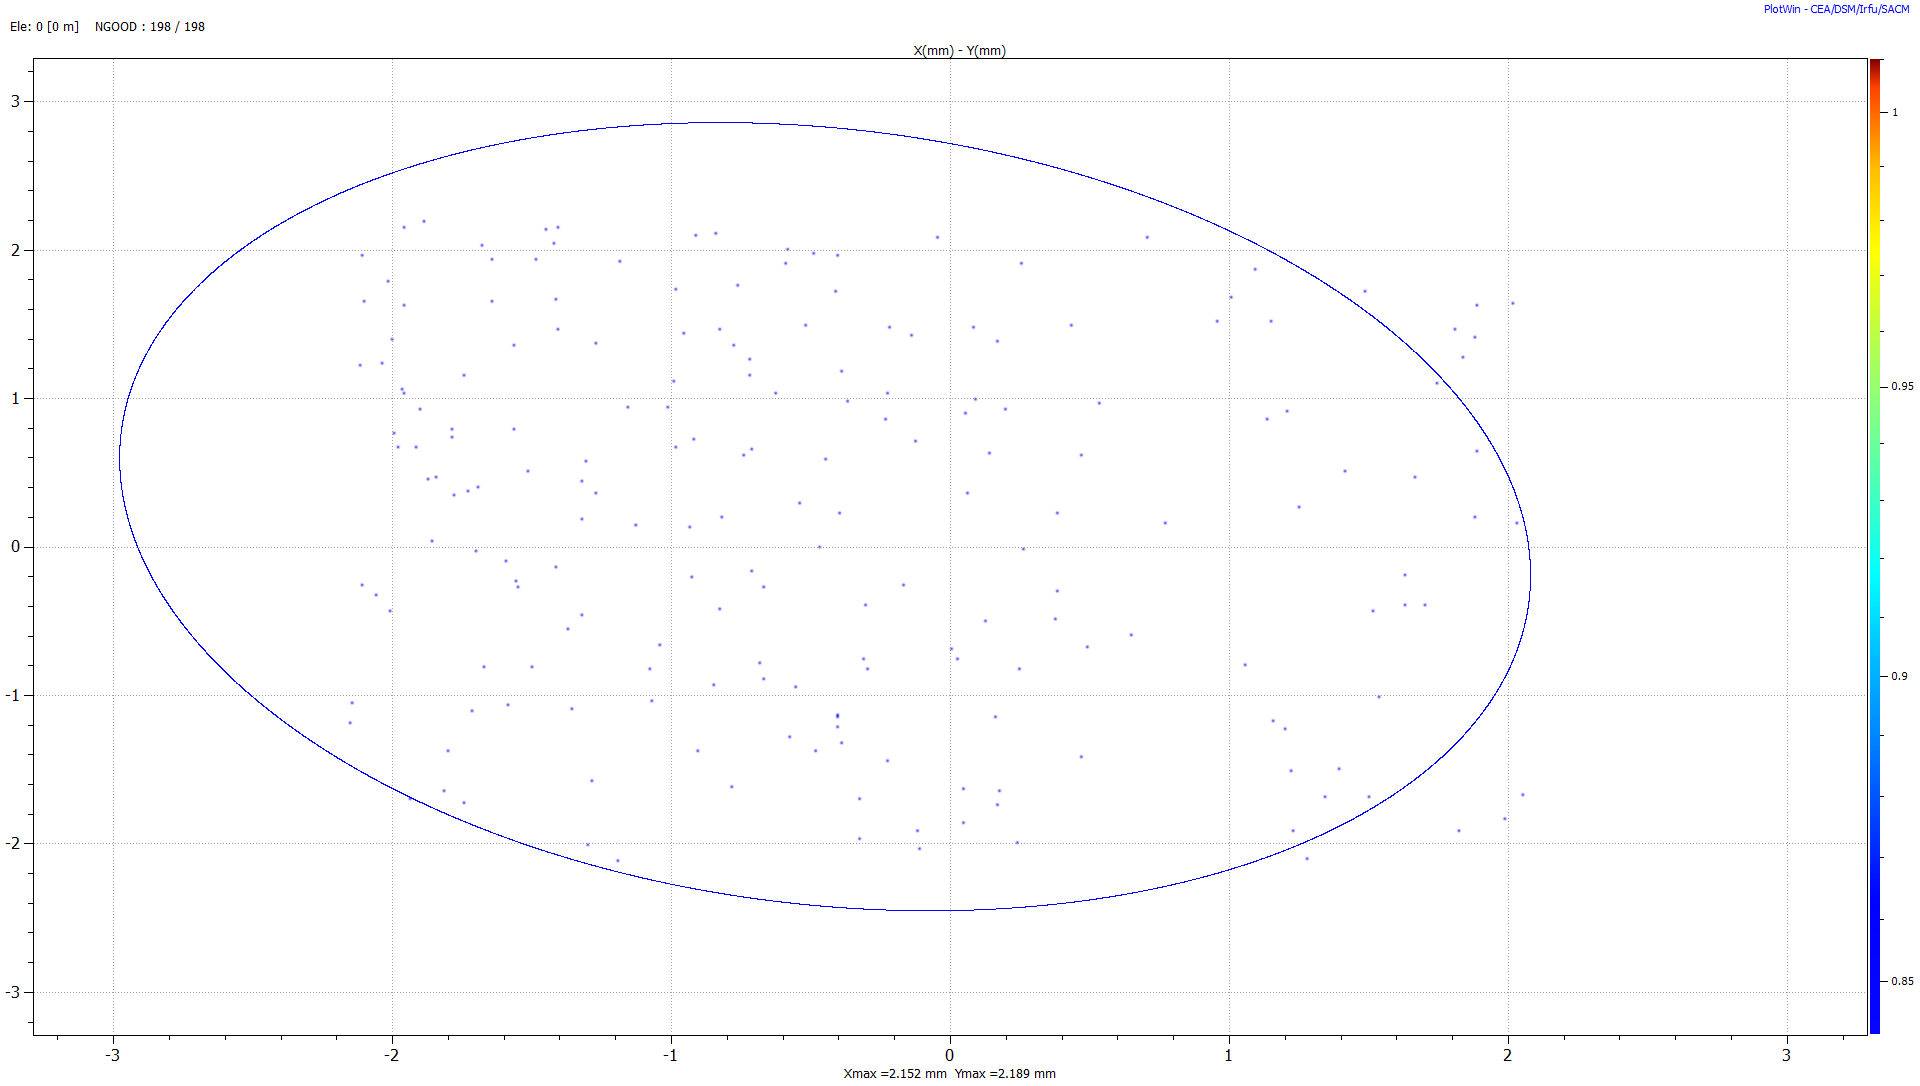 PlotWin - CEA/DSM/Irfu/SACM
Ele: 0 [0 m] NGOOD : 198 / 198
X(mm) - Y(mm)
3
2
1
0
-1
-2
-3
1
0.95
0.9
0.85
-3 -2 -1 0 1 2 3
Xmax =2.152 mm Ymax =2.189 mm